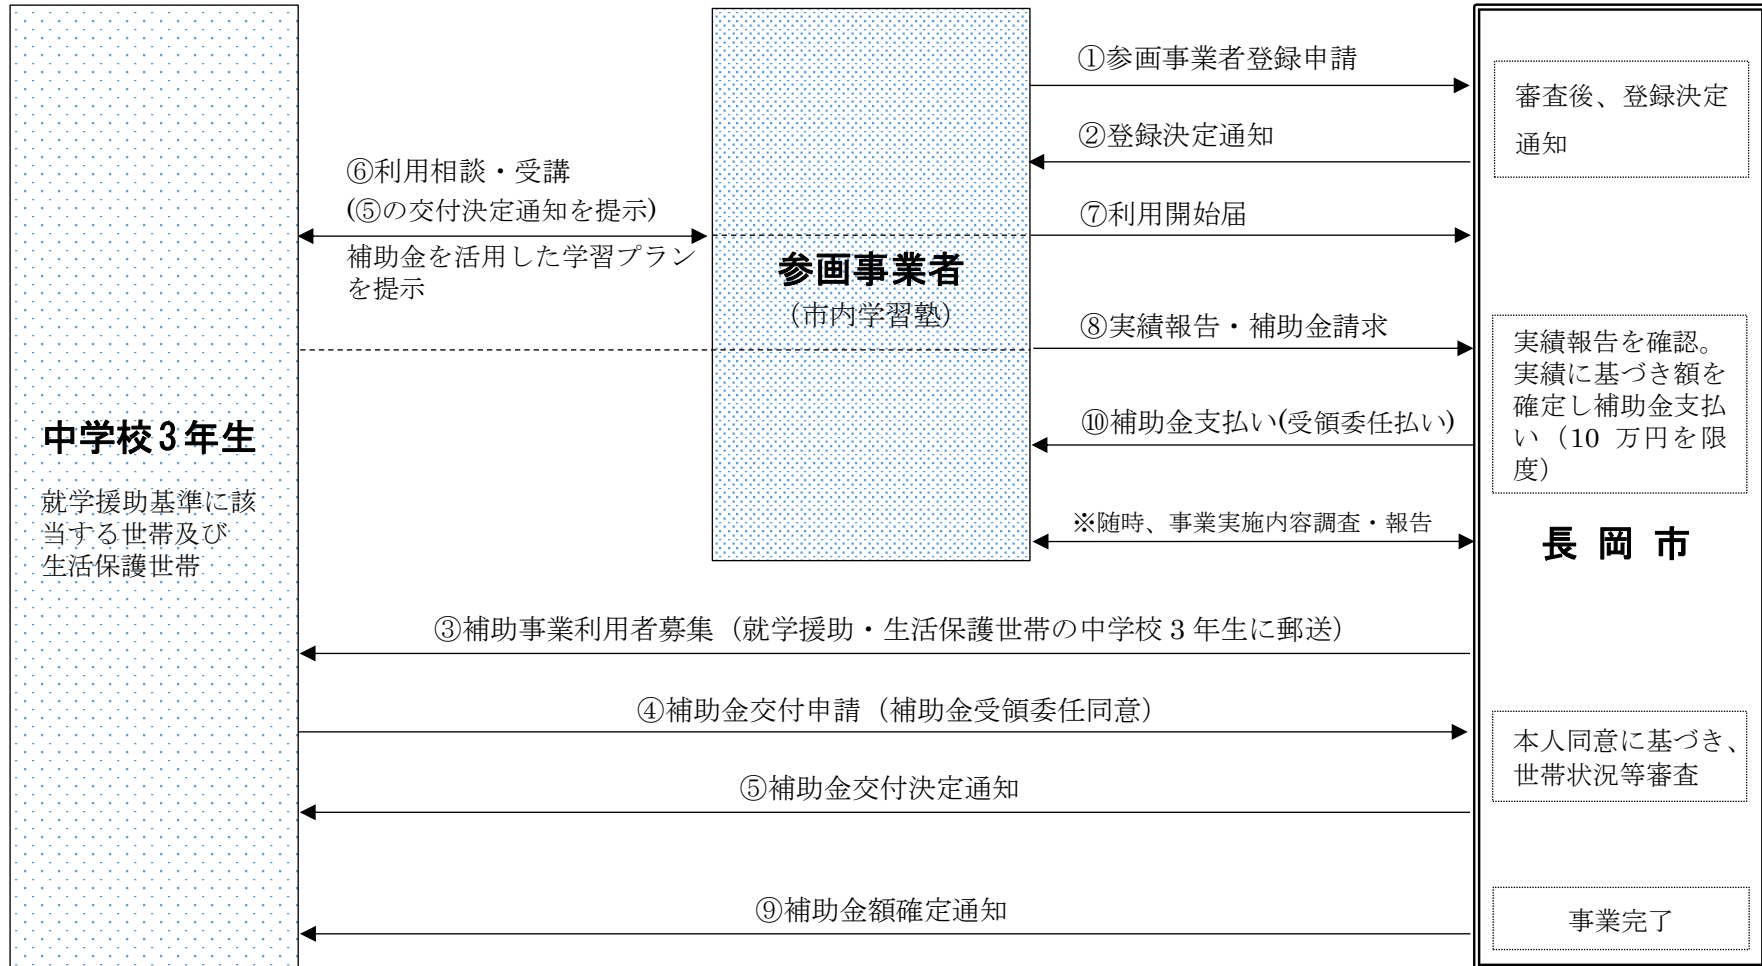 ①参画事業者登録申請
審査後、登録決定
通知
②登録決定通知
⑥利用相談・受講
(⑤の交付決定通知を提示)
補助金を活用した学習プラン
を提示
⑦利用開始届
参画事業者
（市内学習塾）
⑧実績報告・補助金請求
実績報告を確認。
実績に基づき額を
確定し補助金支払
い（10 万円を限
度）
⑩補助金支払い(受領委任払い)
中学校３年生
就学援助基準に該
当する世帯及び
生活保護世帯
※随時、事業実施内容調査・報告
長 岡 市
③補助事業利用者募集（就学援助・生活保護世帯の中学校 3 年生に郵送）
④補助金交付申請（補助金受領委任同意）
本人同意に基づき、
世帯状況等審査
⑤補助金交付決定通知
⑨補助金額確定通知
事業完了